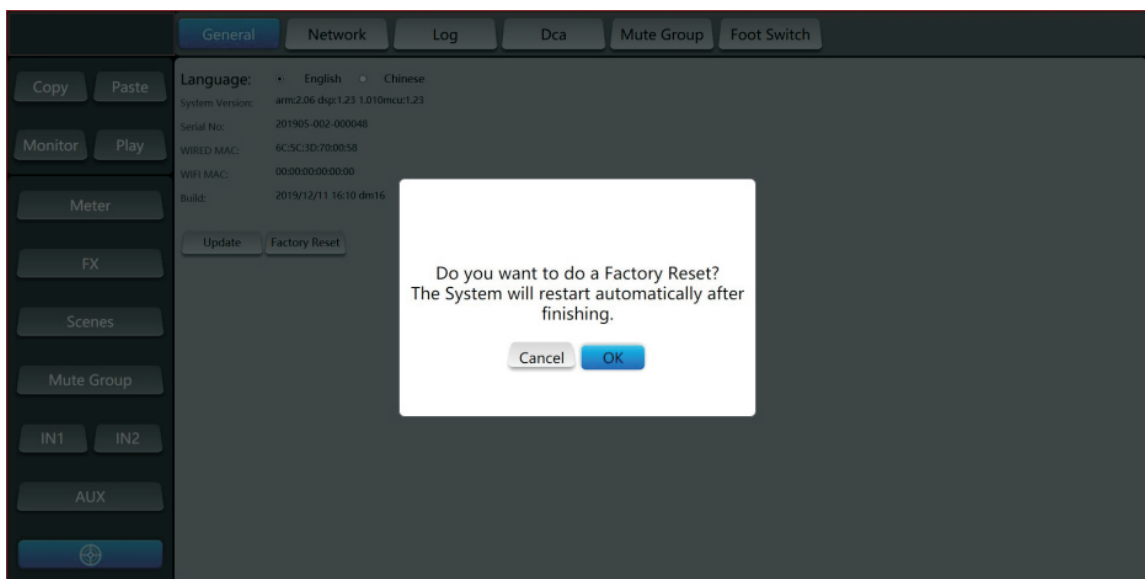 General Network Log Dca Mute Group Foot Switch
Copy Paste
Monitor Play
Meter
FX
Scenes
Mute Group
IN1 IN2
AUX
Language: English Chinese
System Version: arm:2.06 dsp:1.23 1.010mcu:1.23
Serial No: 201905-002-000048
WIRED MAC: 6C:5C:3D:70:00:58
WIFI MAC: 00:00:00:00:00:00
Build: 2019/12/11 16:10 dm16
Update Factory Reset
Do you want to do a Factory Reset?
The System will restart automatically after
finishing.
Cancel OK